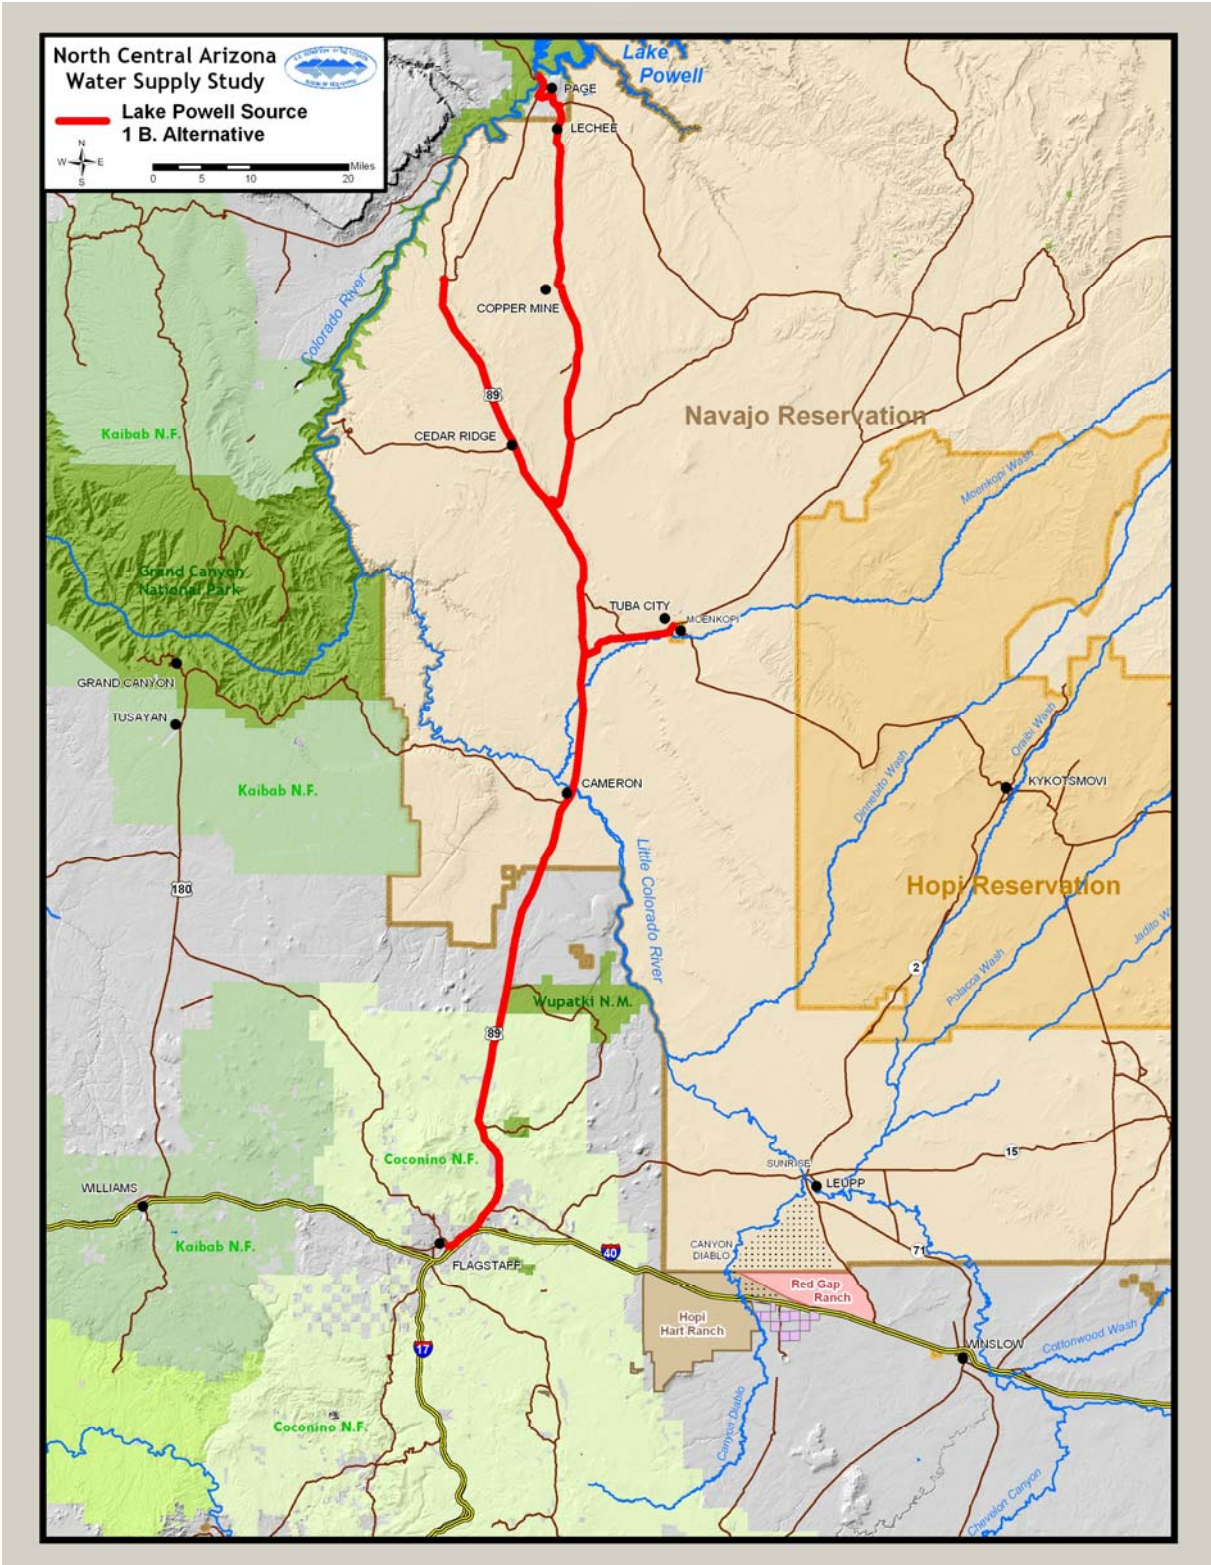 North Central Arizona
Water Supply Study
Lake Powell Source
1 B. Alternative
N
W
E
S
Miles
0
5
10
20
Lake
Powell
PAGE
LECHEE
Colorado River
COPPER MINE
89
Navajo Reservation
Kaibab N.F.
CEDAR RIDGE
Moenkopi Wash
Grand Canyon
National Park
TUBA CITY
MOENKOPI
GRAND CANYON
TUSAYAN
Oraibi Wash
Dinnebito Wash
Kaibab N.F.
CAMERON
KYKOTSMOVI
180
Little Colorado River
Hopi Reservation
Jadito W
2
Polacca Wash
Wupatki N.M.
89
Coconino N.F.
15
SUNRISE
LEUPP
WILLIAMS
Kaibab N.F.
40
CANYON
DIABLO
71
FLAGSTAFF
Red Gap
Ranch
Hopi
Hart Ranch
17
WINSLOW
Cottonwood Wash
Coconino N.F.
Canyon Diablo
Chevelon Canyon